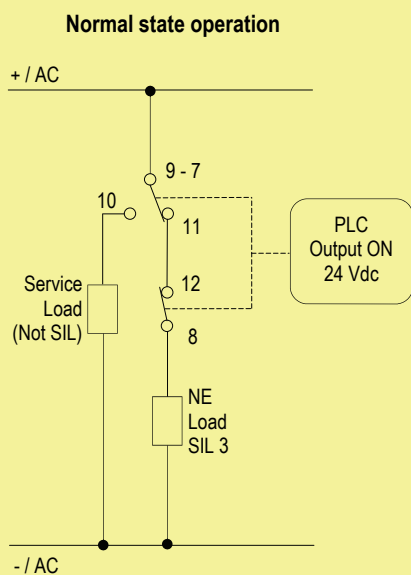 Normal state operation
+ / AC
9 - 7
10
11
PLC
Output ON
24 Vdc
Service
Load
(Not SIL)
12
8
NE
Load
SIL 3
- / AC